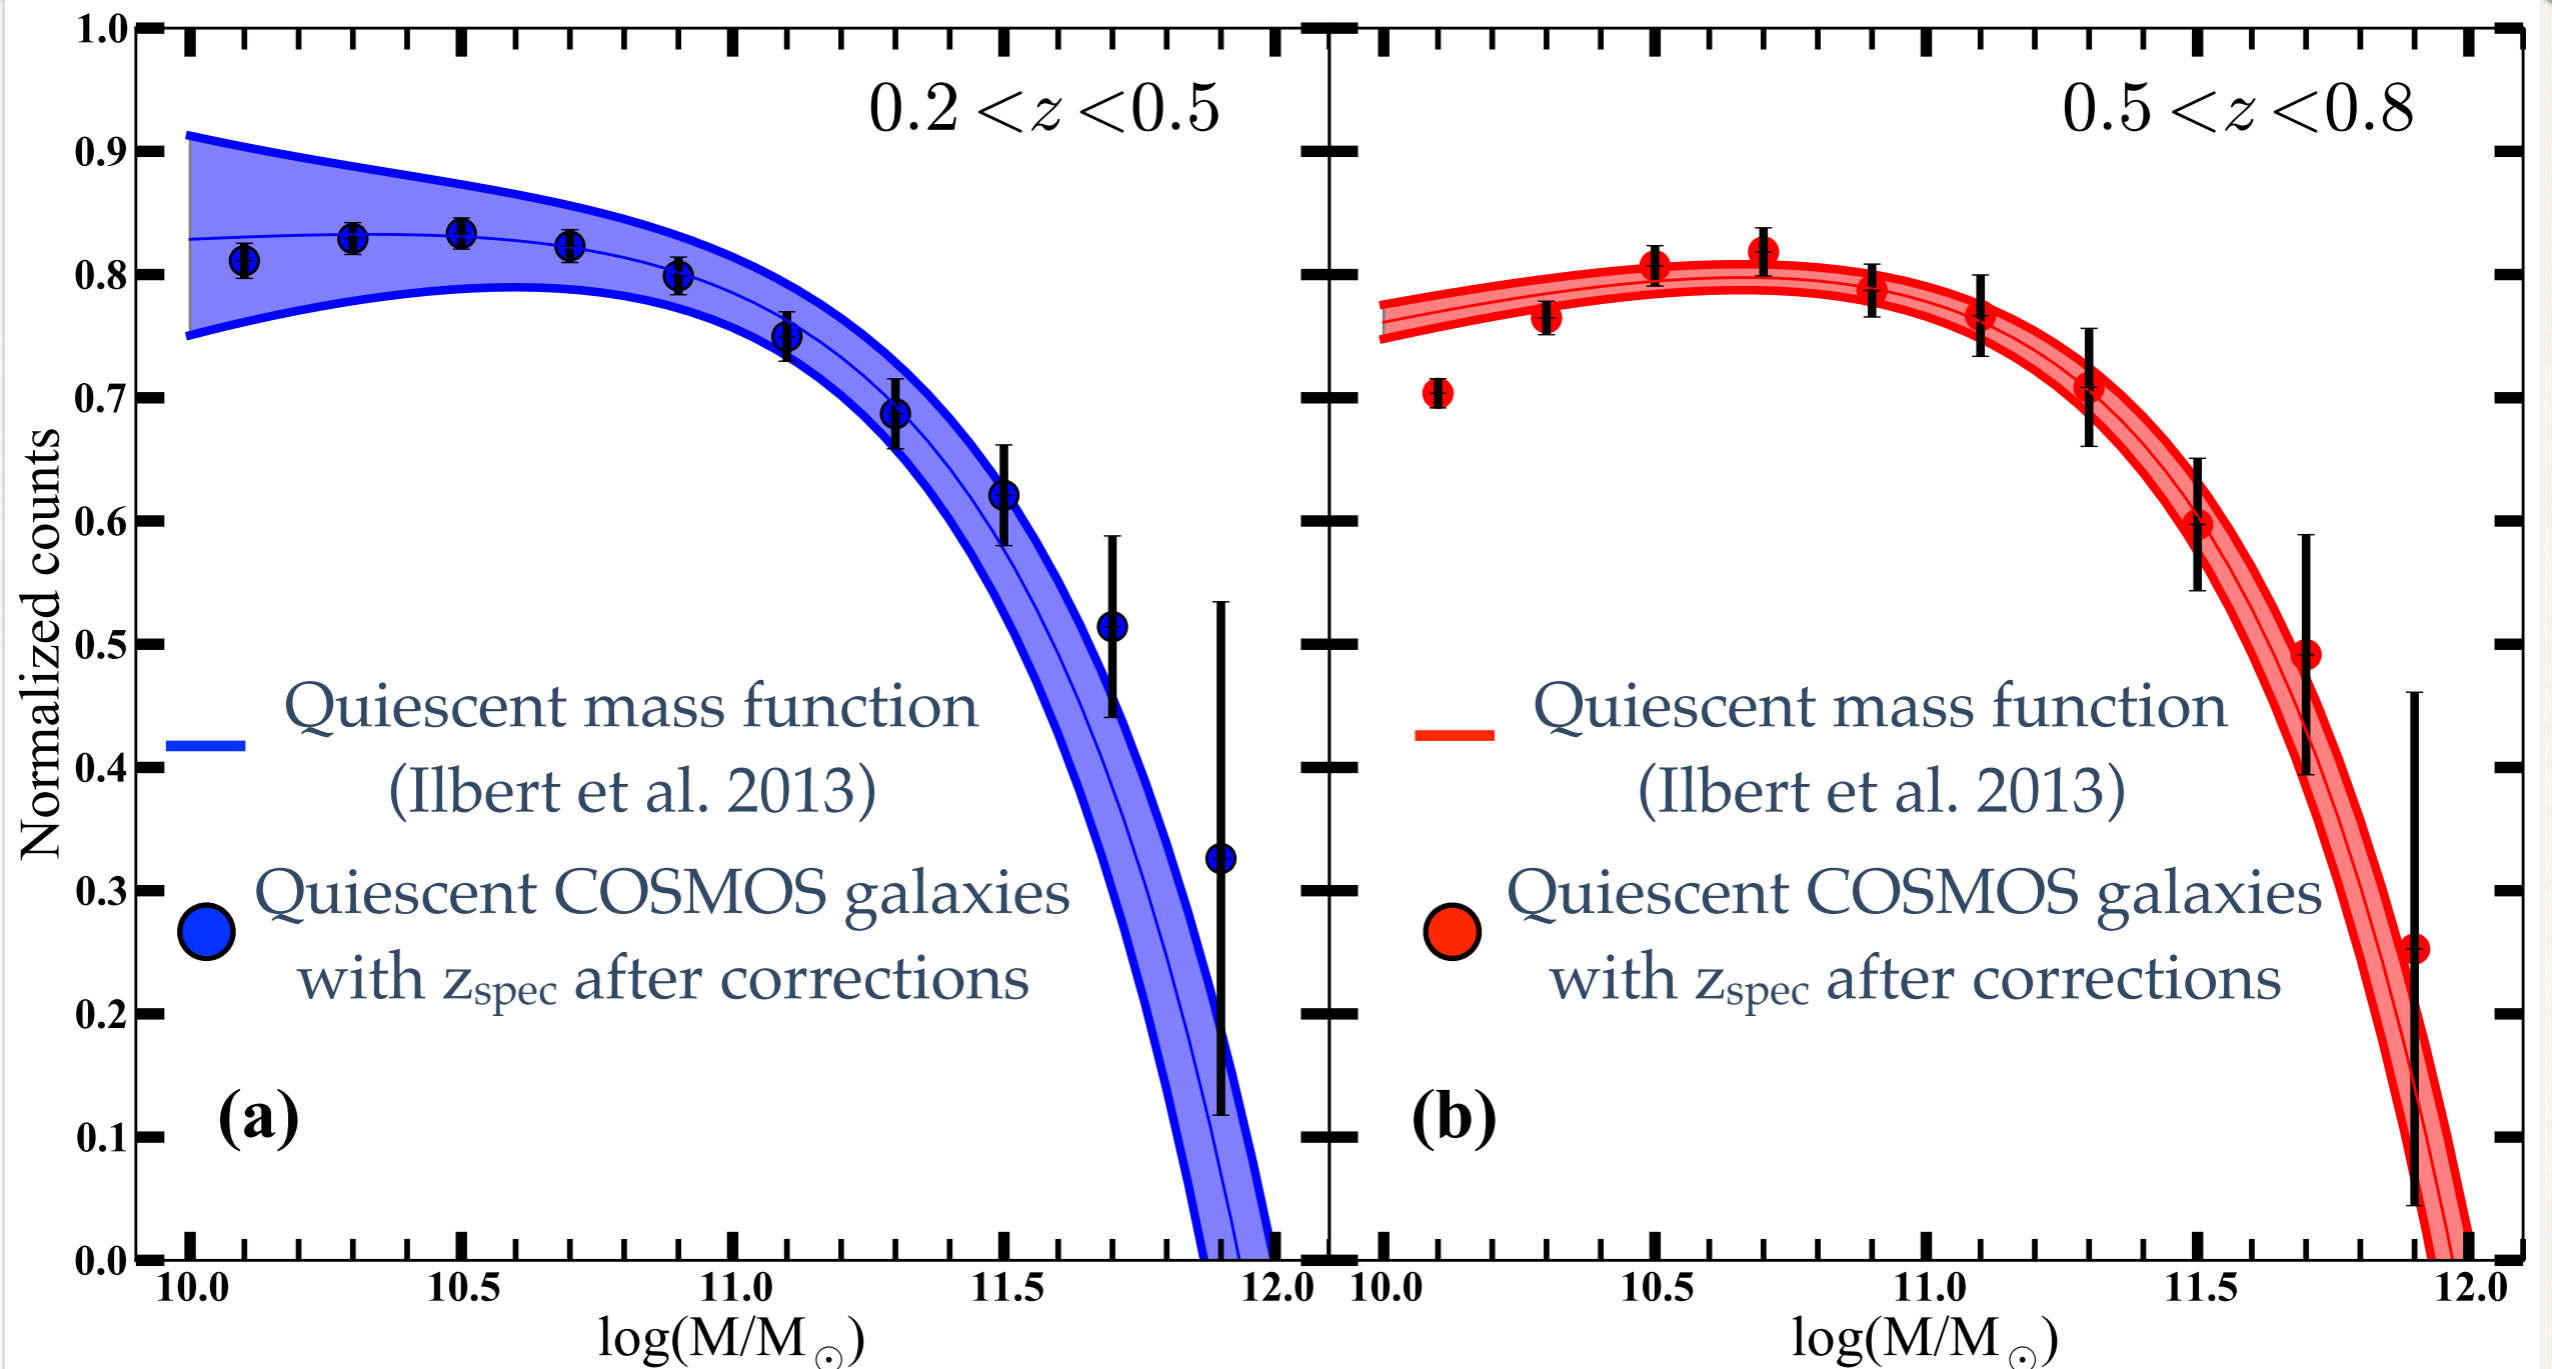 1.0
0.9
0.8
0.7
0.6
0.5
0.4
0.3
0.2
0.1
0.0
Normalized counts
0.2 < z < 0.5
Quiescent mass function
(Ilbert et al. 2013)
Quiescent COSMOS galaxies
with zspec after corrections
(a)
10.0 10.5 11.0 11.5 12.0
log(M/M⊙)
0.5 < z < 0.8
Quiescent mass function
(Ilbert et al. 2013)
Quiescent COSMOS galaxies
with zspec after corrections
(b)
10.0 10.5 11.0 11.5 12.0
log(M/M⊙)